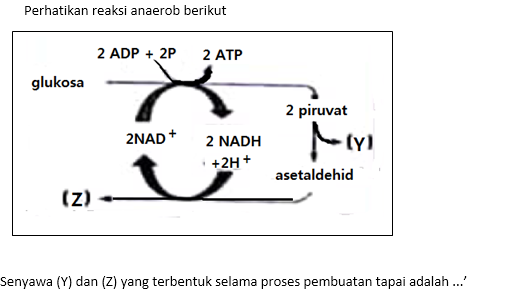 Perhatikan reaksi anaerob berikut
2 ADP + 2P 2 ATP
glukosa
2 piruvat
2NAD+ 2 NADH (Y)
+2H+
asetaldehid
(Z)
Senyawa (Y) dan (Z) yang terbentuk selama proses pembuatan tapai adalah ...’